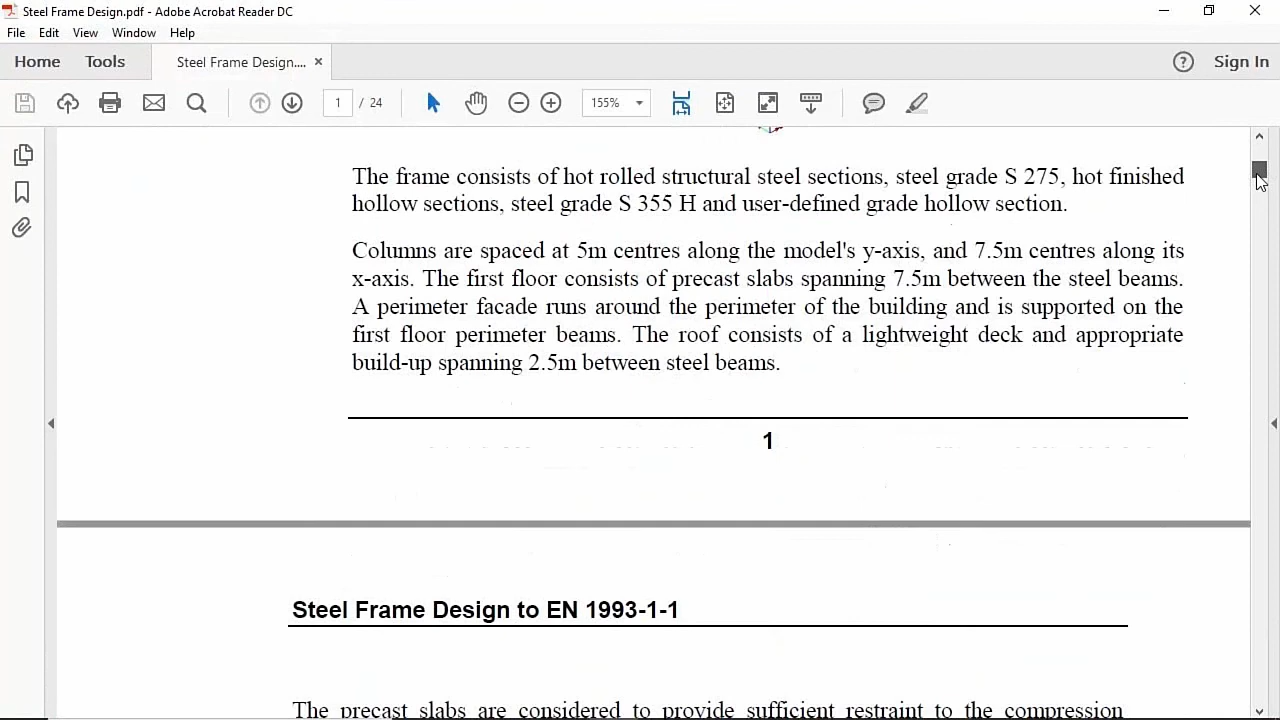 Steel Frame Design.pdf - Adobe Acrobat Reader DC
File Edit View Window Help
Home Tools Steel Frame Design.... × ? Sign In
1 / 24 155%
The frame consists of hot rolled structural steel sections, steel grade S 275, hot finished
hollow sections, steel grade S 355 H and user-defined grade hollow section.
Columns are spaced at 5m centres along the model's y-axis, and 7.5m centres along its
x-axis. The first floor consists of precast slabs spanning 7.5m between the steel beams.
A perimeter facade runs around the perimeter of the building and is supported on the
first floor perimeter beams. The roof consists of a lightweight deck and appropriate
build-up spanning 2.5m between steel beams.
1
Steel Frame Design to EN 1993-1-1
The precast slabs are considered to provide sufficient restraint to the compression